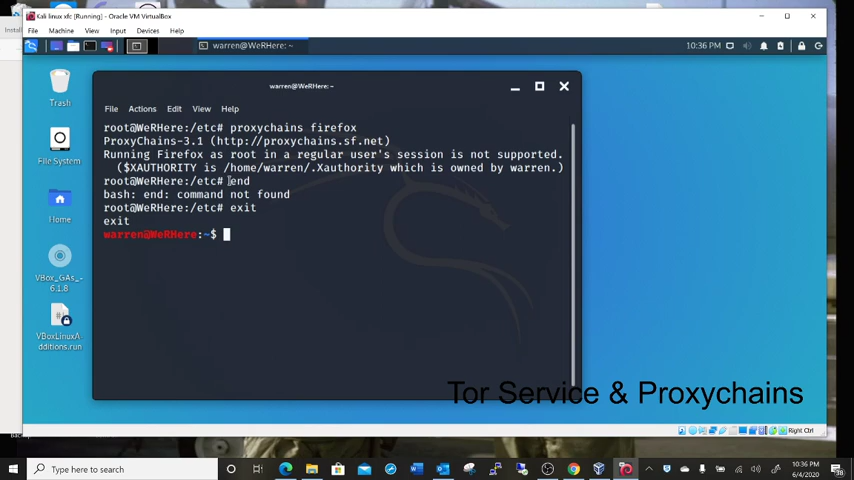 Install
Kali linux xfc [Running] - Oracle VM VirtualBox
File Machine View Input Devices Help
warren@WeRHere: ~
10:36 PM
Trash
File System
Home
VBox_GAs_-
6.1.8
VBoxLinuxA
dditions.run
warren@WeRHere: ~
File Actions Edit View Help
root@WeRHere:/etc# proxychains firefox
ProxyChains-3.1 (http://proxychains.sf.net)
Running Firefox as root in a regular user's session is not supported.
($XAUTHORITY is /home/warren/.Xauthority which is owned by warren.)
root@WeRHere:/etc# end
bash: end: command not found
root@WeRHere:/etc# exit
exit
warren@WeRHere:~$
Tor Service & Proxychains
Right Ctrl
Type here to search
10:36 PM
6/4/2020
38